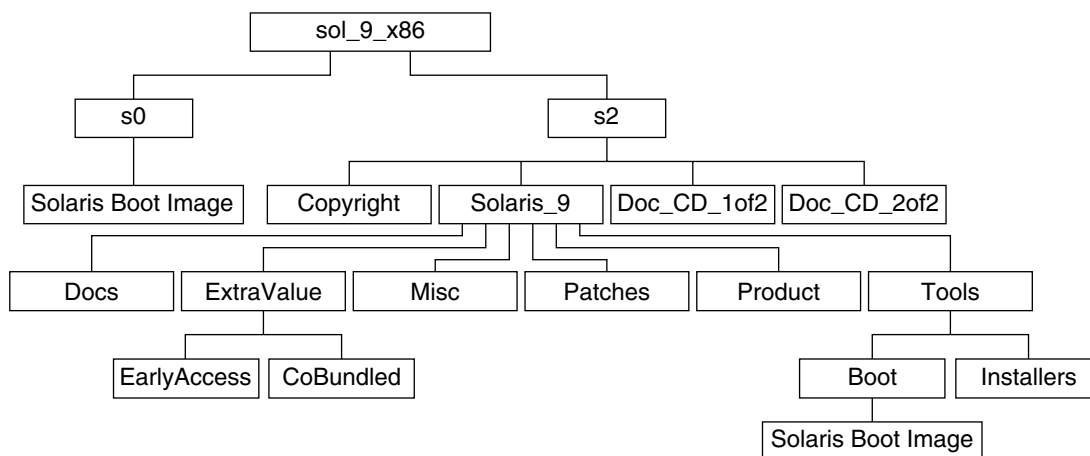 sol_9_x86
s0
s2
Solaris Boot Image
Copyright
Solaris_9
Doc_CD_1of2
Doc_CD_2of2
Docs
ExtraValue
Misc
Patches
Product
Tools
EarlyAccess
CoBundled
Boot
Installers
Solaris Boot Image